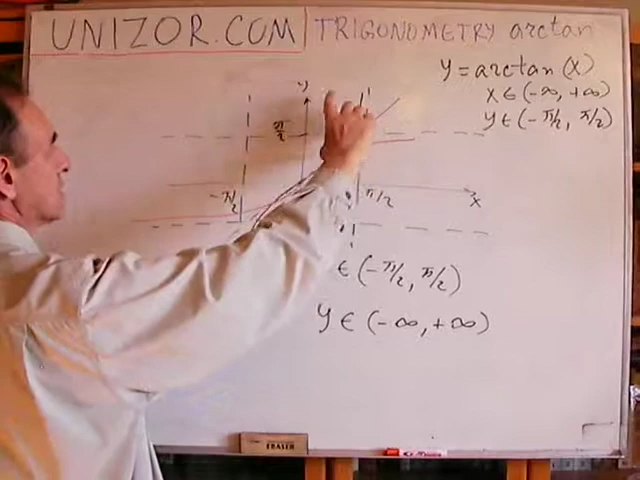 UNIZOR.COM TRIGONOMETRY arctan
y = arctan (x)
x ∈ (-∞, +∞)
y ∈ (-π/2, π/2)
y
π/2
-π/2
π/2
x
∈ (-π/2, π/2)
y ∈ (-∞, +∞)
ERASER